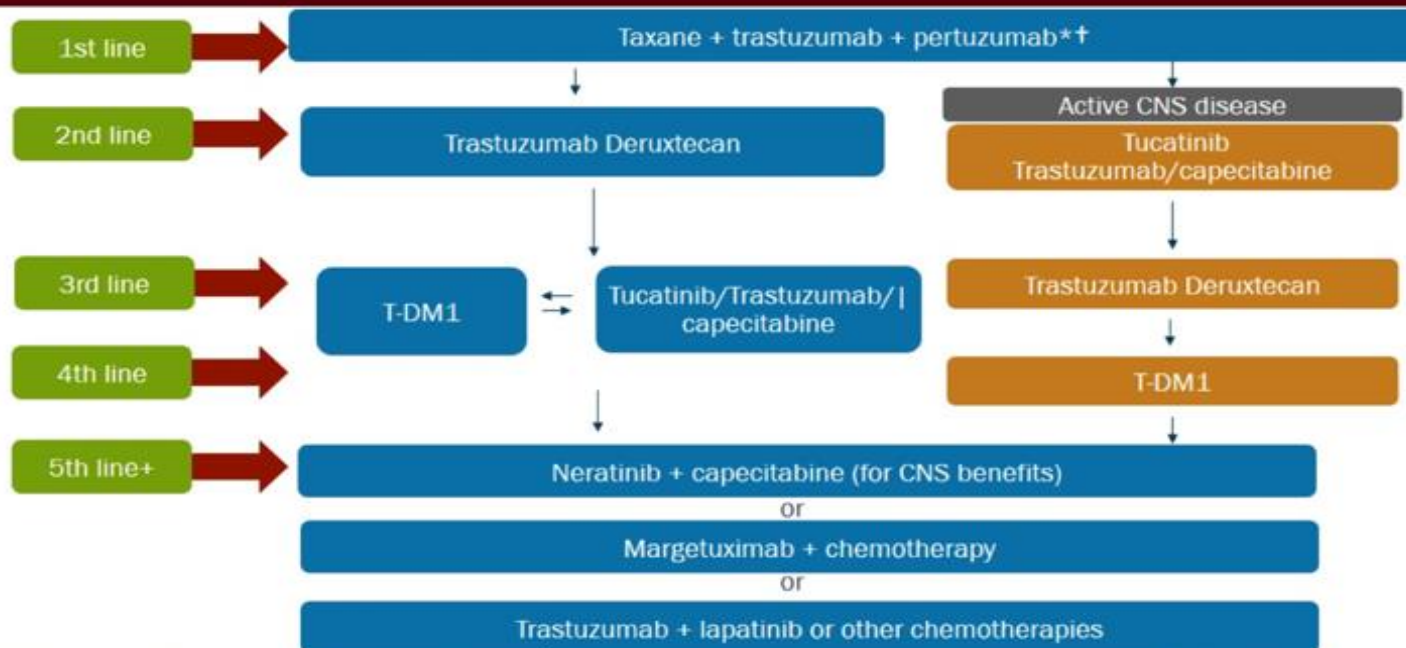 1st line
Taxane + trastuzumab + pertuzumab*†
Active CNS disease
2nd line
Trastuzumab Deruxtecan
Tucatinib
Trastuzumab/capecitabine
3rd line
T-DM1
Tucatinib/Trastuzumab/|
capecitabine
Trastuzumab Deruxtecan
4th line
T-DM1
5th line+
Neratinib + capecitabine (for CNS benefits)
or
Margetuximab + chemotherapy
or
Trastuzumab + lapatinib or other chemotherapies